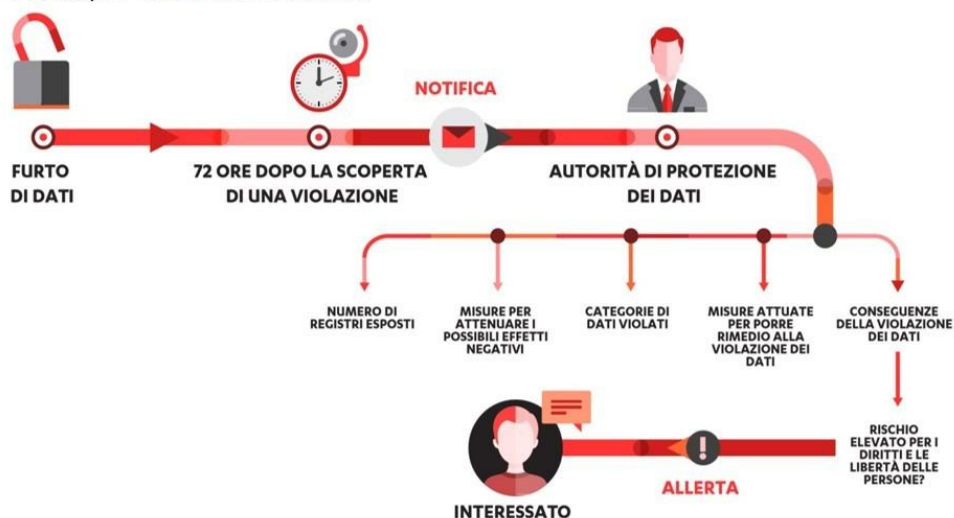 NOTIFICA
FURTO
DI DATI
72 ORE DOPO LA SCOPERTA
DI UNA VIOLAZIONE
AUTORITÀ DI PROTEZIONE
DEI DATI
NUMERO DI
REGISTRI ESPOSTI
MISURE PER
ATTENUARE I
POSSIBILI EFFETTI
NEGATIVI
CATEGORIE DI
DATI VIOLATI
MISURE ATTUATE
PER PORRE
RIMEDIO ALLA
VIOLAZIONE DEI
DATI
CONSEGUENZE
DELLA VIOLAZIONE
DEI DATI
RISCHIO
ELEVATO PER I
DIRITTI E LE
LIBERTÀ DELLE
PERSONE?
ALLERTA
INTERESSATO